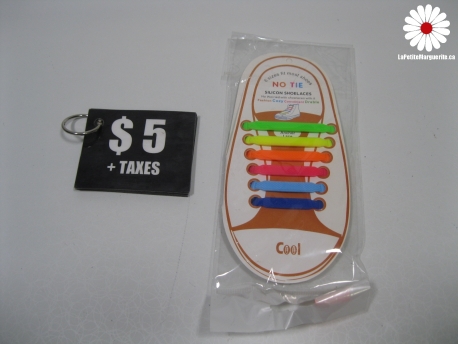 LaPetiteMarguerite.ca
$ 5
+ TAXES
NO TIE
SILICON SHOELACES
Cool